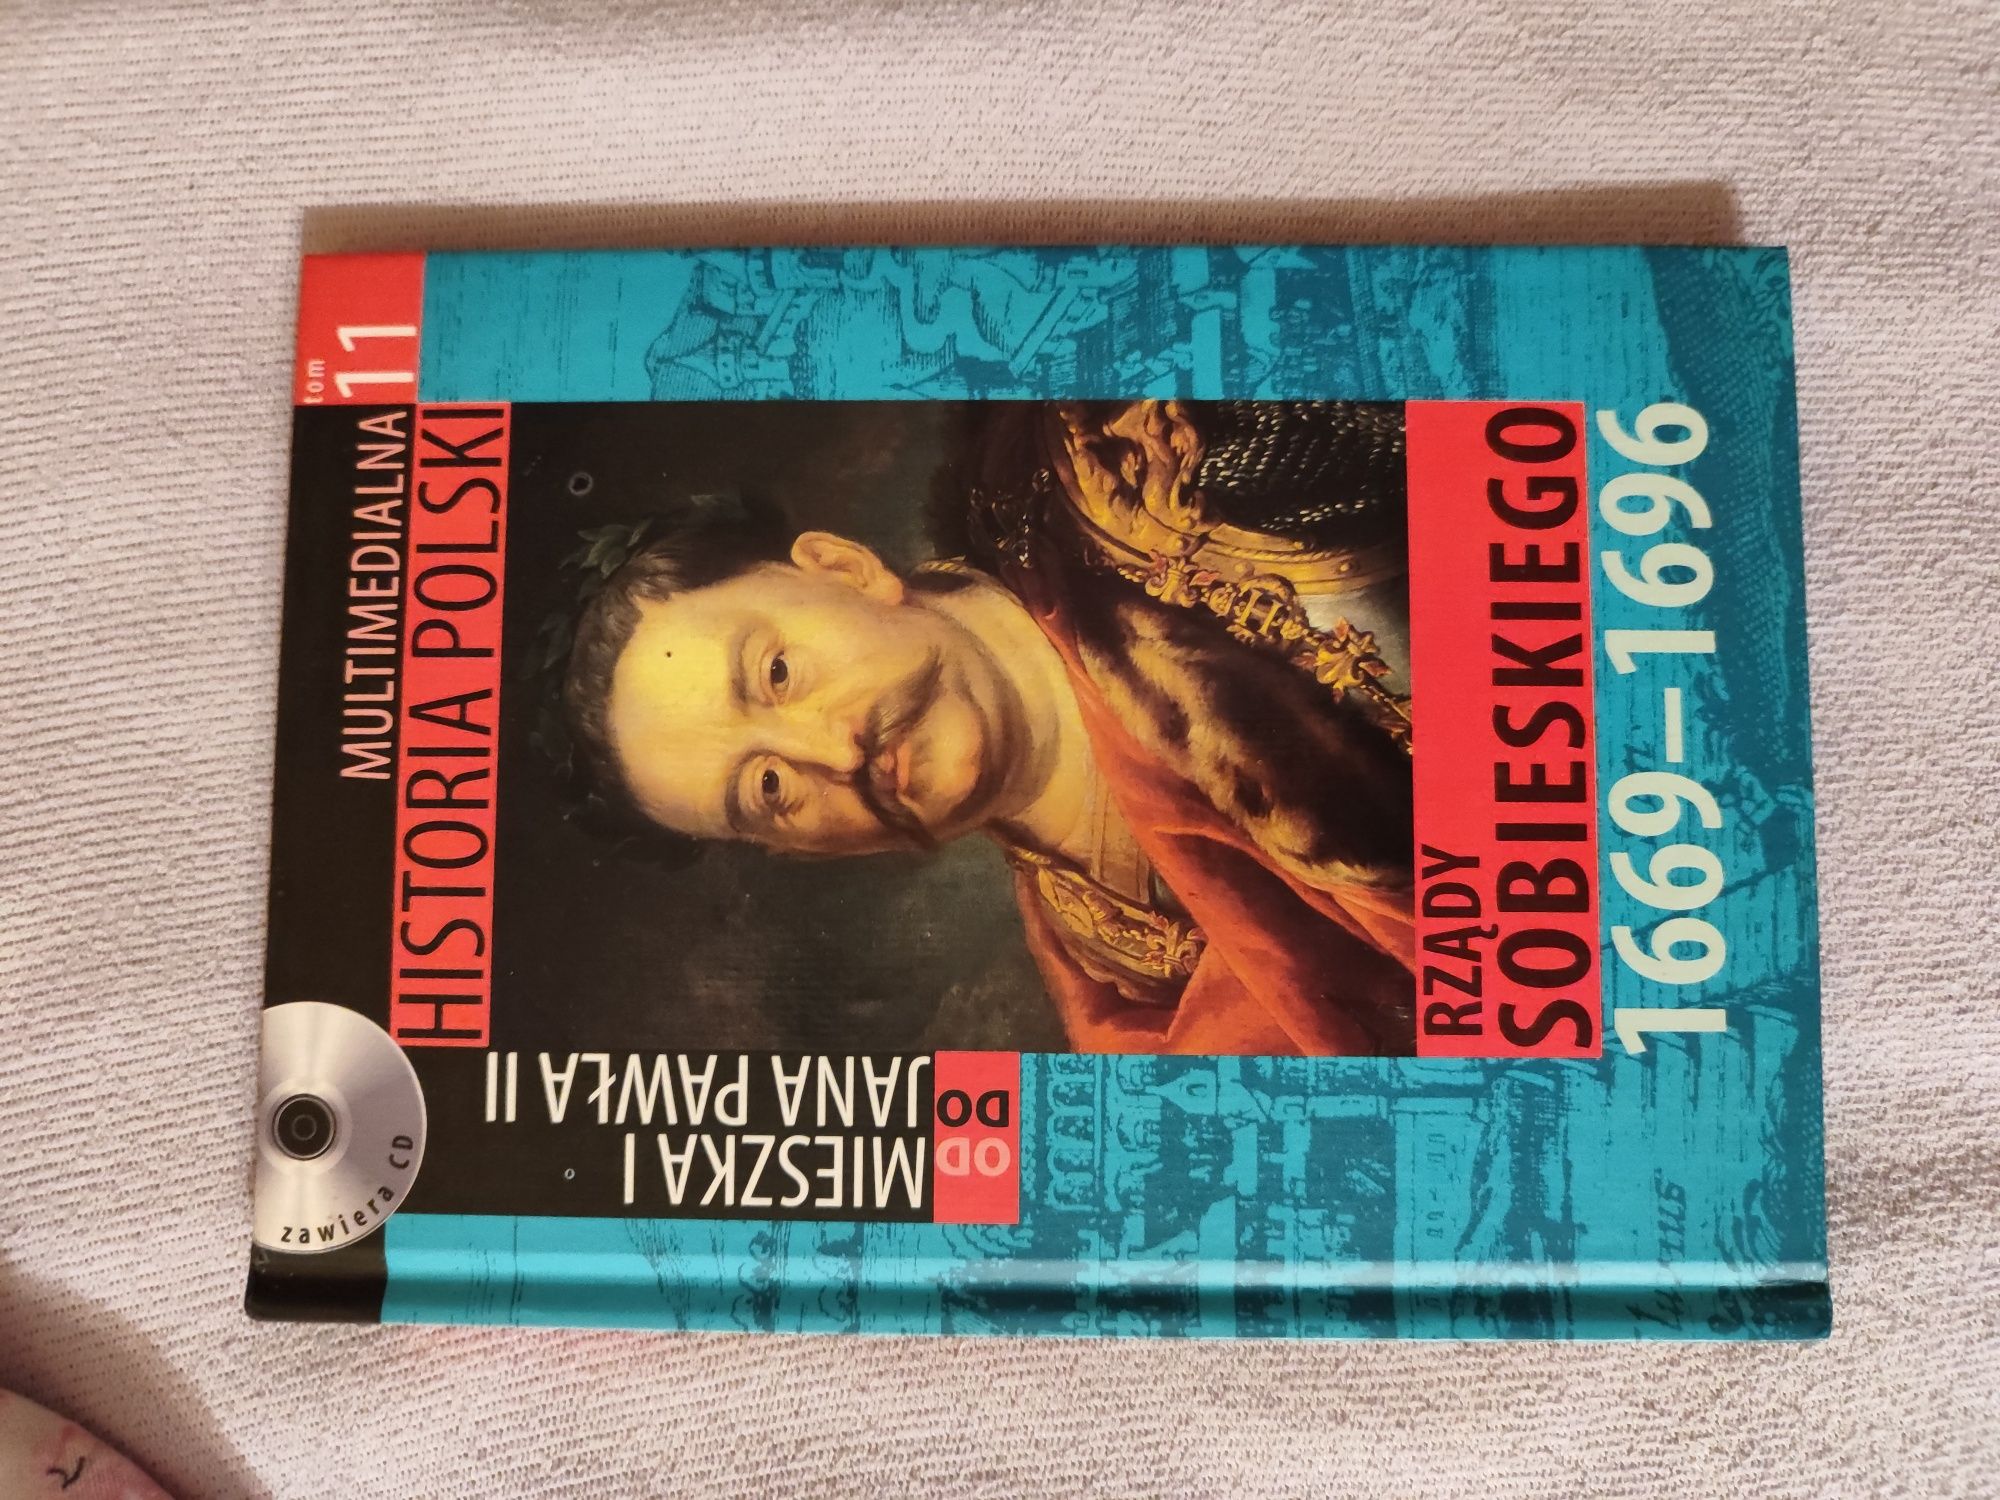 zawiera CD
MULTIMEDIALNA
HISTORIA POLSKI
tom
11
OD MIESZKA I
DO JANA PAWŁA II
RZĄDY
SOBIESKIEGO
1669–1696